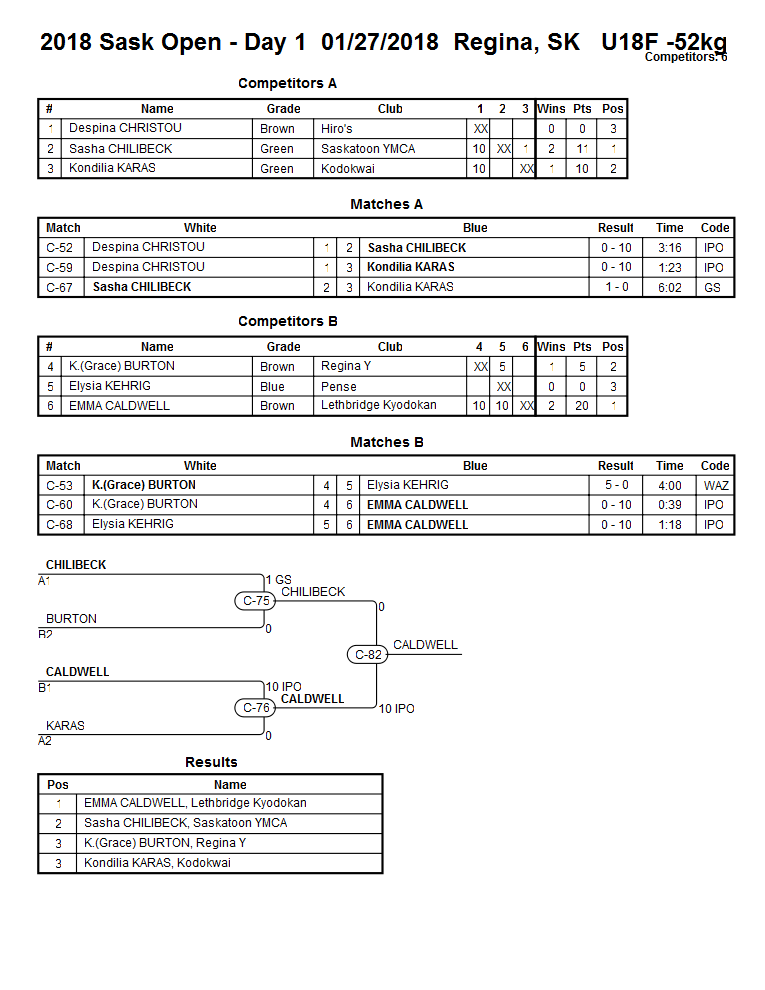 2018 Sask Open - Day 1 01/27/2018 Regina, SK U18F -52kg
Competitors: 6
Competitors A
# Name Grade Club 1 2 3 Wins Pts Pos
1 Despina CHRISTOU Brown Hiro's XX 0 0 3
2 Sasha CHILIBECK Green Saskatoon YMCA 10 XX 1 2 11 1
3 Kondilia KARAS Green Kodokwai 10 XX 1 10 2
Matches A
Match White Blue Result Time Code
C-52 Despina CHRISTOU 1 2 Sasha CHILIBECK 0 - 10 3:16 IPO
C-59 Despina CHRISTOU 1 3 Kondilia KARAS 0 - 10 1:23 IPO
C-67 Sasha CHILIBECK 2 3 Kondilia KARAS 1 - 0 6:02 GS
Competitors B
# Name Grade Club 4 5 6 Wins Pts Pos
4 K.(Grace) BURTON Brown Regina Y XX 5 1 5 2
5 Elysia KEHRIG Blue Pense XX 0 0 3
6 EMMA CALDWELL Brown Lethbridge Kyodokan 10 10 XX 2 20 1
Matches B
Match White Blue Result Time Code
C-53 K.(Grace) BURTON 4 5 Elysia KEHRIG 5 - 0 4:00 WAZ
C-60 K.(Grace) BURTON 4 6 EMMA CALDWELL 0 - 10 0:39 IPO
C-68 Elysia KEHRIG 5 6 EMMA CALDWELL 0 - 10 1:18 IPO
CHILIBECK
A1 1 GS
C-75 CHILIBECK
0
BURTON
B2 0
C-82 CALDWELL
CALDWELL
B1 10 IPO
C-76 CALDWELL
10 IPO
KARAS
A2 0
Results
Pos Name
1 EMMA CALDWELL, Lethbridge Kyodokan
2 Sasha CHILIBECK, Saskatoon YMCA
3 K.(Grace) BURTON, Regina Y
3 Kondilia KARAS, Kodokwai